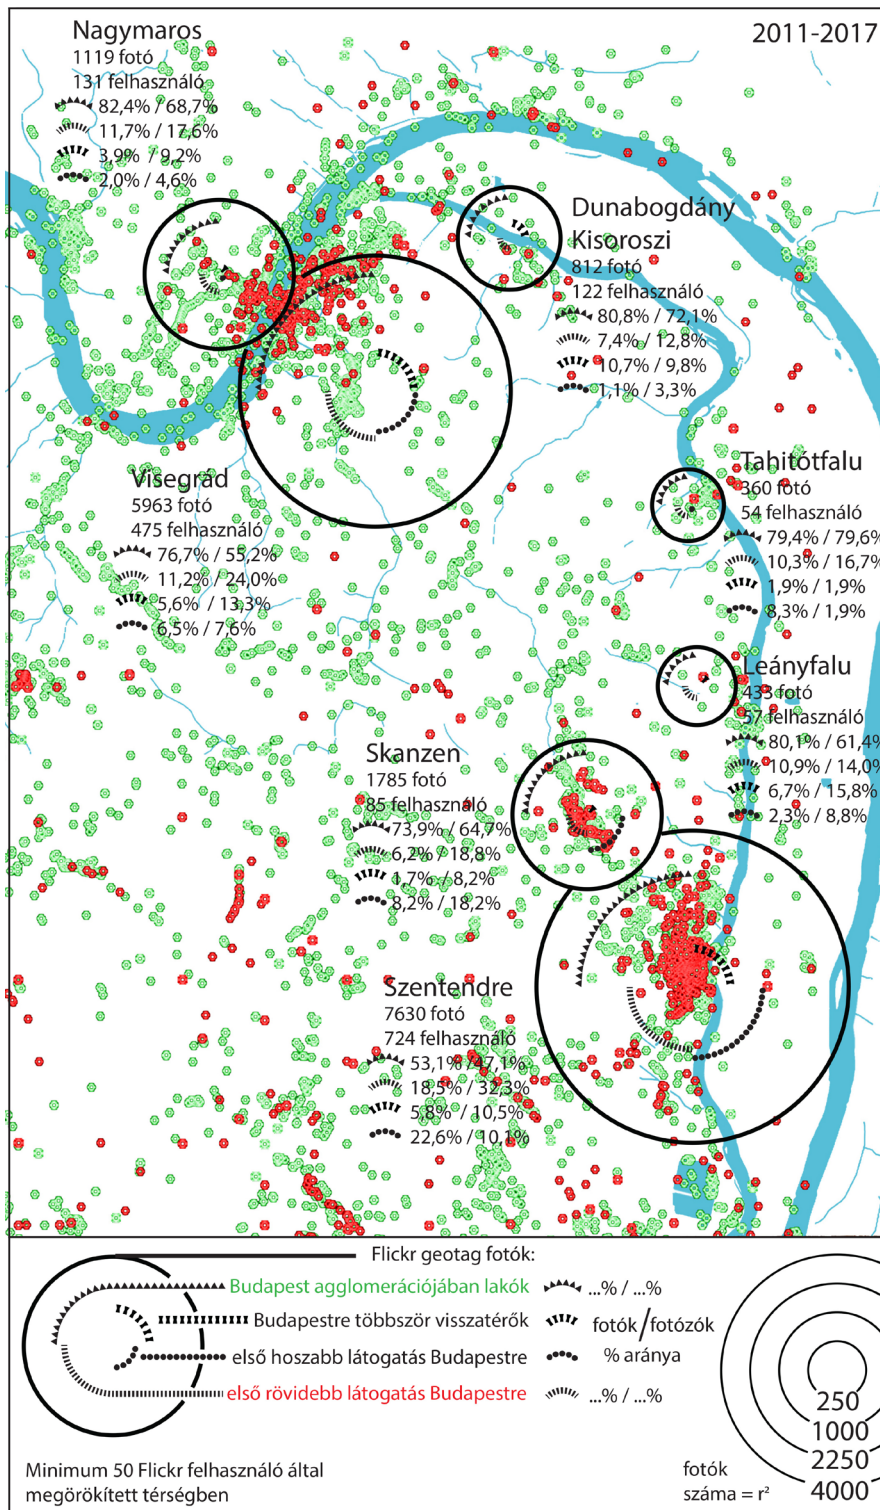 2011-2017
Nagymaros
1119 fotó
131 felhasználó
82,4% / 68,7%
11,7% / 17,6%
3,9% / 9,2%
2,0% / 4,6%
Dunabogdány
Kisoroszi
812 fotó
122 felhasználó
80,8% / 72,1%
7,4% / 12,8%
10,7% / 9,8%
1,1% / 3,3%
Visegrád
5963 fotó
475 felhasználó
76,7% / 55,2%
11,2% / 24,0%
5,6% / 13,3%
6,5% / 7,6%
Tahitótfalu
360 fotó
54 felhasználó
79,4% / 79,6%
10,3% / 16,7%
1,9% / 1,9%
8,3% / 1,9%
Leányfalu
433 fotó
57 felhasználó
80,1% / 61,4%
10,9% / 14,0%
6,7% / 15,8%
2,3% / 8,8%
Skanzen
1785 fotó
85 felhasználó
73,9% / 64,7%
6,2% / 18,8%
1,7% / 8,2%
8,2% / 18,2%
Szentendre
7630 fotó
724 felhasználó
53,1% / 47,1%
18,5% / 32,3%
5,8% / 10,5%
22,6% / 10,1%
Flickr geotag fotók:
Budapest agglomerációjában lakók ...% / ...%
Budapestre többször visszatérők fotók/fotózók
első hoszabb látogatás Budapestre % aránya
első rövidebb látogatás Budapestre ...% / ...%
Minimum 50 Flickr felhasználó által
megörökített térségben
250
1000
2250
4000
fotók
száma = r²